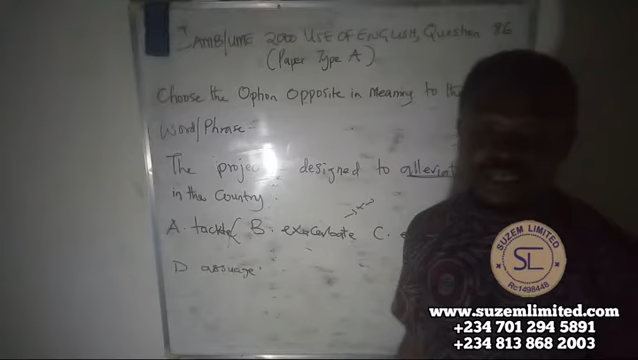 JAMB/UME 2000 USE OF ENGLISH, Question 86
(Paper Type A)
Choose the Option Opposite in Meaning to the
Word/Phrase
The project designed to alleviat
in the Country
A. tackle B. exacerbate C.
D assuage.
SUZEM LIMITED
SL
Rc1498448
www.suzemlimited.com
+234 701 294 5891
+234 813 868 2003